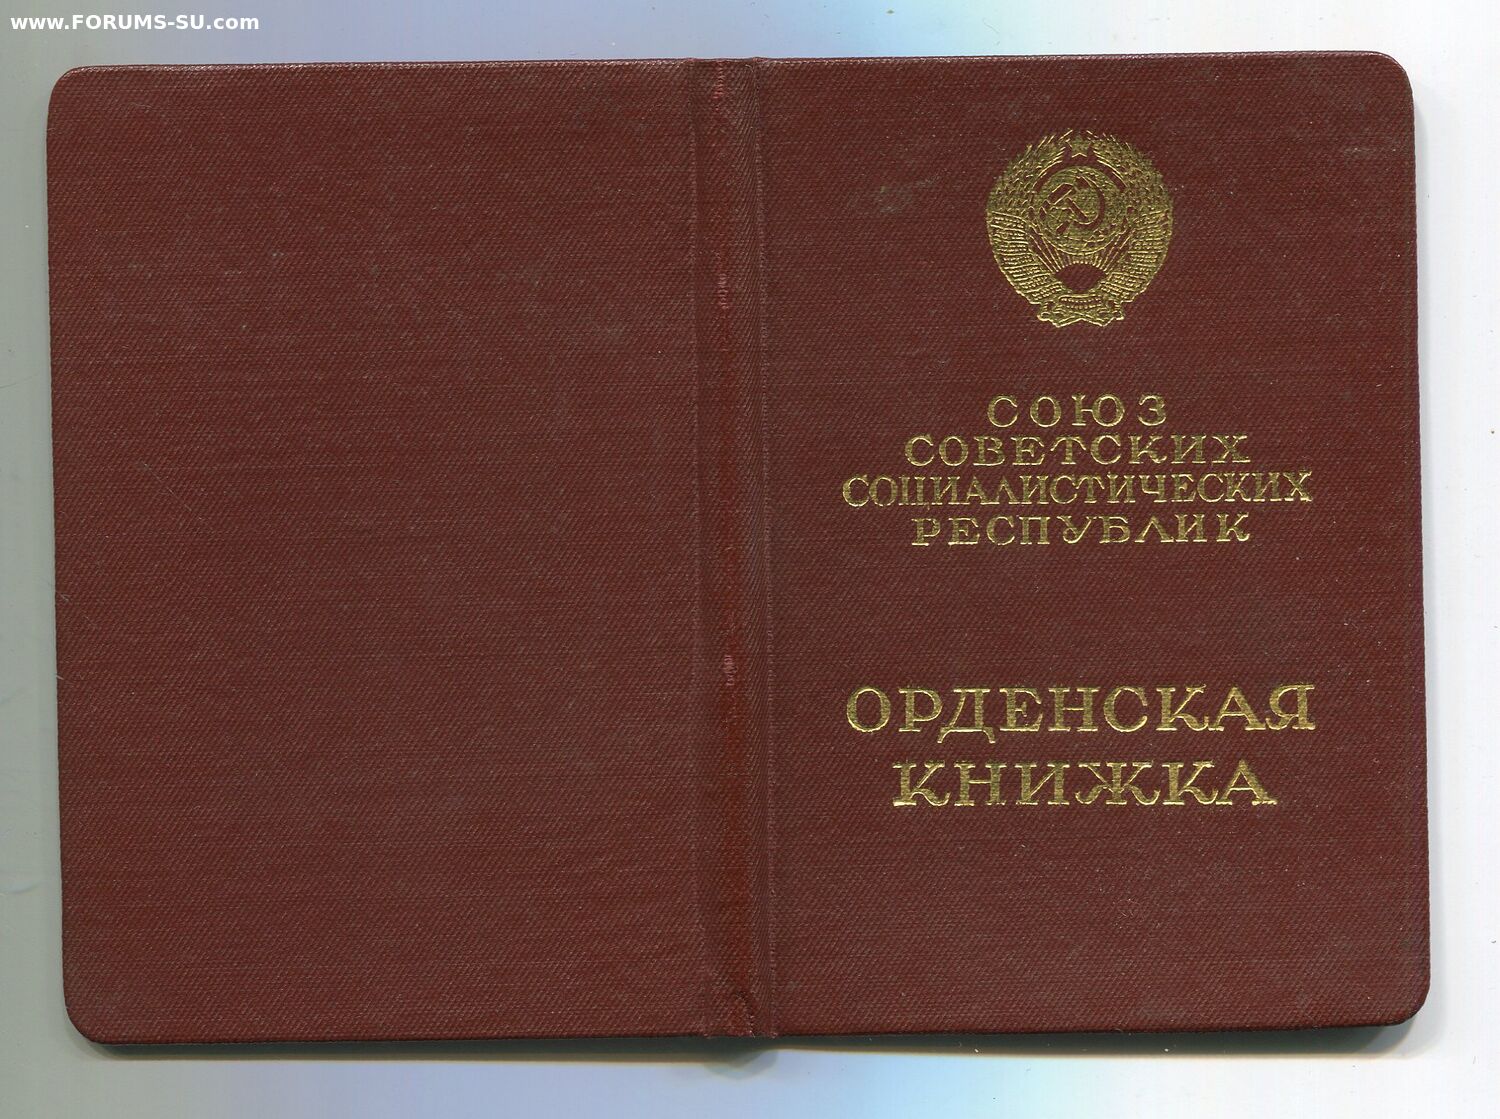 www.FORUMS-SU.com
СОЮЗ
СОВЕТСКИХ
СОЦИАЛИСТИЧЕСКИХ
РЕСПУБЛИК
ОРДЕНСКАЯ
КНИЖКА